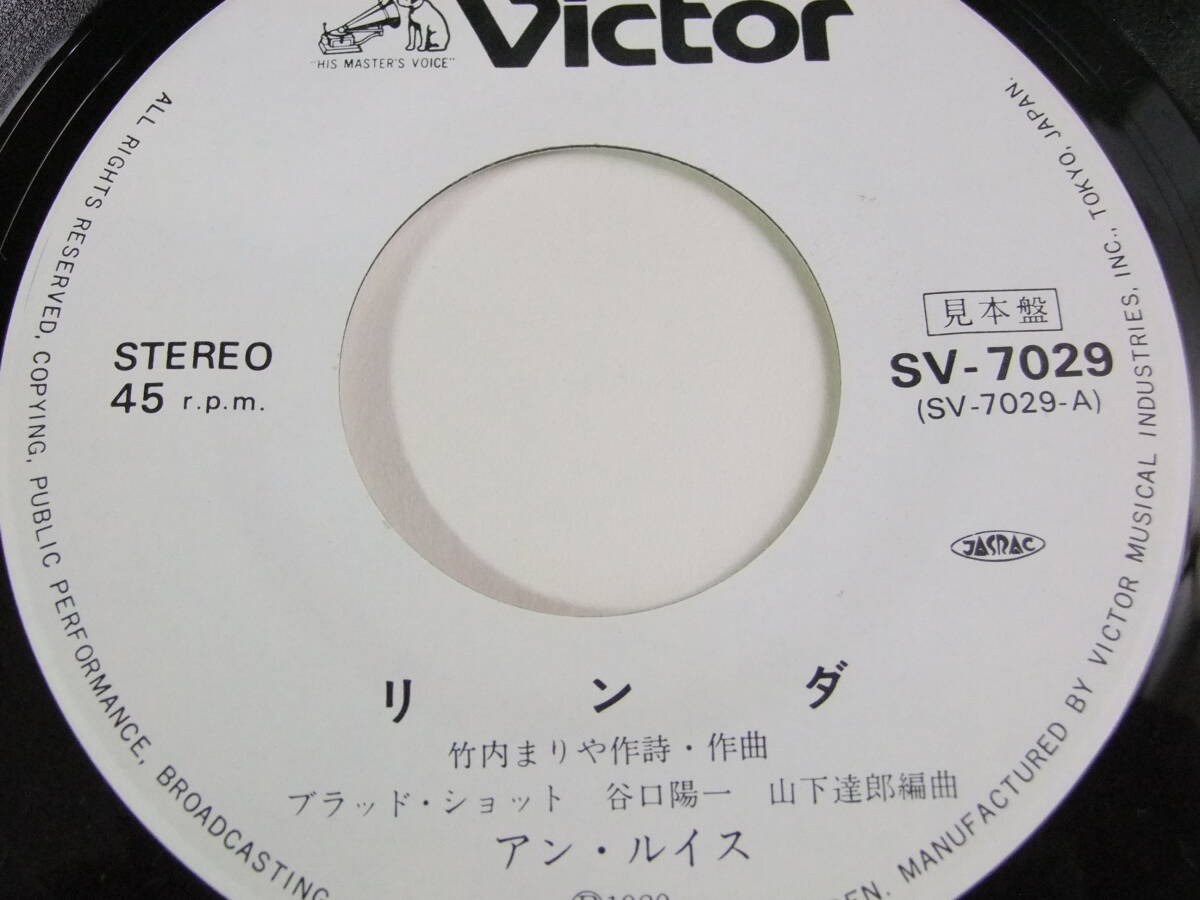 Victor
"HIS MASTER'S VOICE"
STEREO
45 r.p.m.
見本盤
SV-7029
(SV-7029-A)
JASRAC
リンダ
竹内まりや作詩・作曲
ブラッド・ショット 谷口陽一 山下達郎編曲
アン・ルイス
ALL RIGHTS RESERVED, COPYING, PUBLIC PERFORMANCE, BROADCASTING
MANUFACTURED BY VICTOR MUSICAL INDUSTRIES, INC., TOKYO, JAPAN.